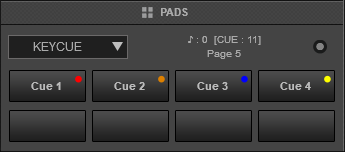 PADS
KEYCUE
♪ : 0 [CUE : 11]
Page 5
Cue 1 Cue 2 Cue 3 Cue 4